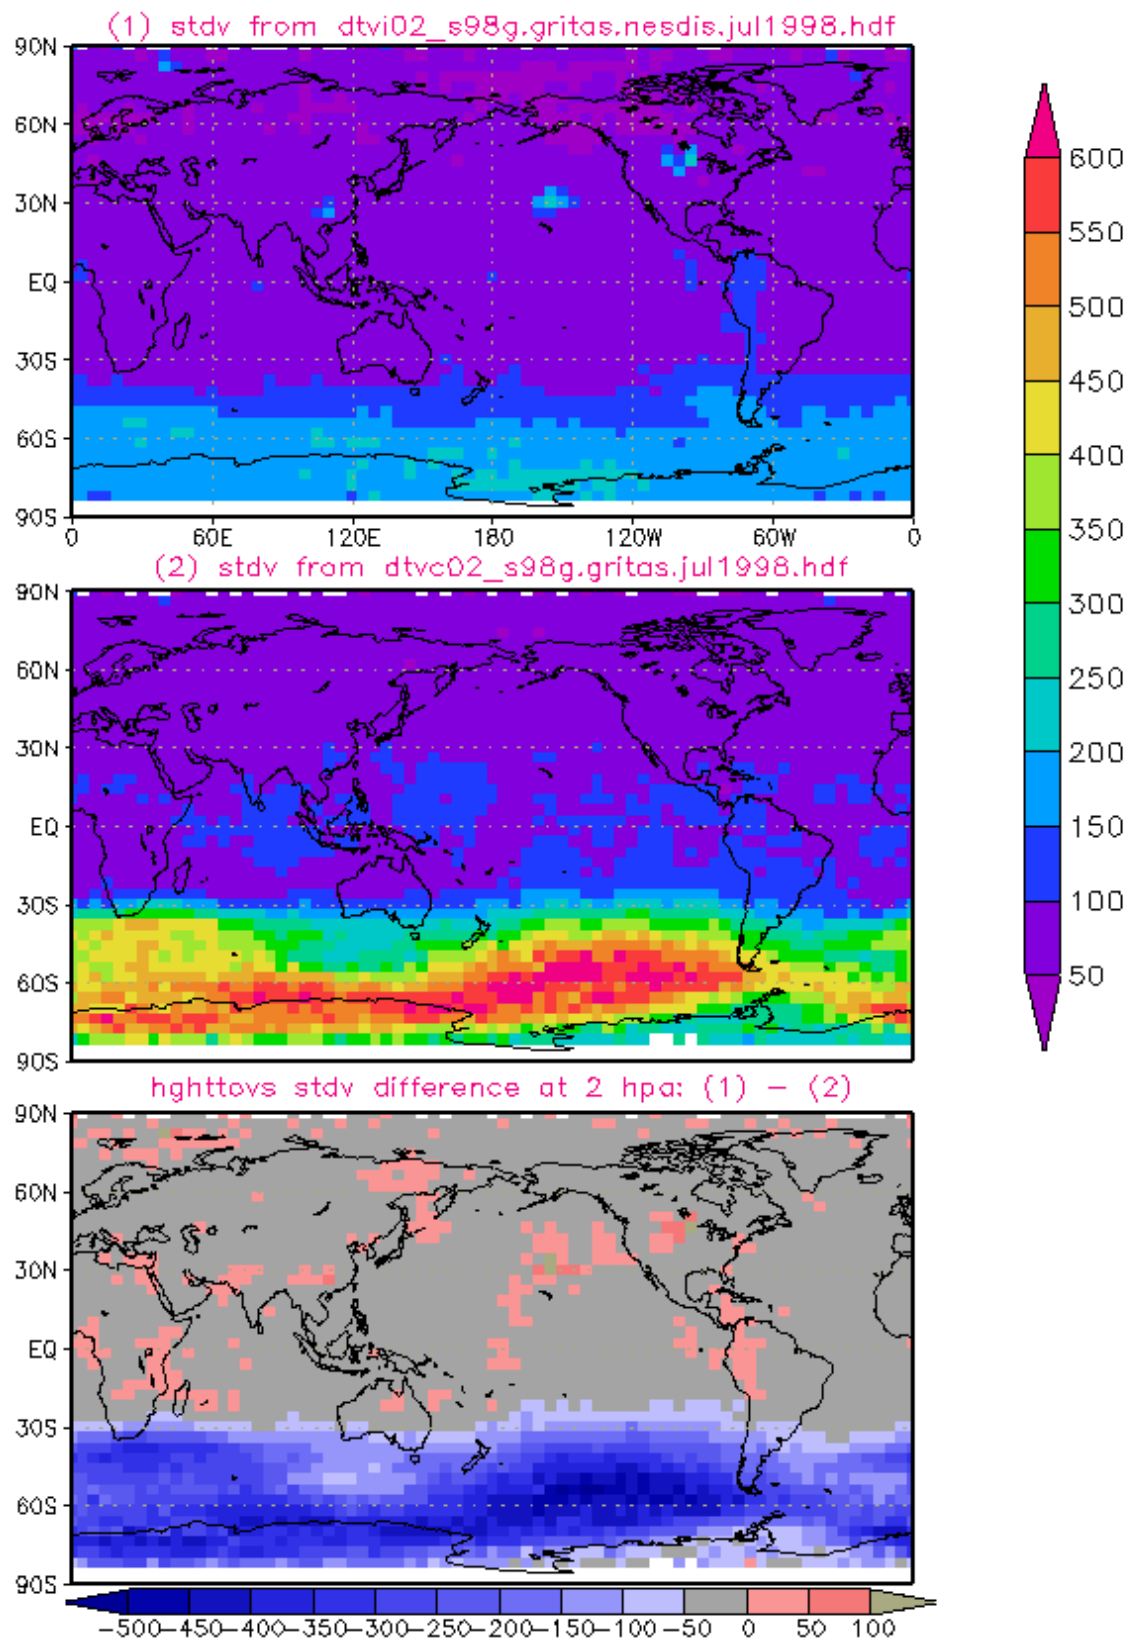 (1) stdv from dtvi02_s98g.gritas.nesdis.jul1998.hdf
90N
60N
30N
EQ
30S
60S
90S
0 60E 120E 180 120W 60W 0
600
550
500
450
400
350
300
250
200
150
100
50
(2) stdv from dtvc02_s98g.gritas.jul1998.hdf
90N
60N
30N
EQ
30S
60S
90S
hghttovs stdv difference at 2 hpa: (1) - (2)
90N
60N
30N
EQ
30S
60S
90S
-500 -450 -400 -350 -300 -250 -200 -150 -100 -50 0 50 100